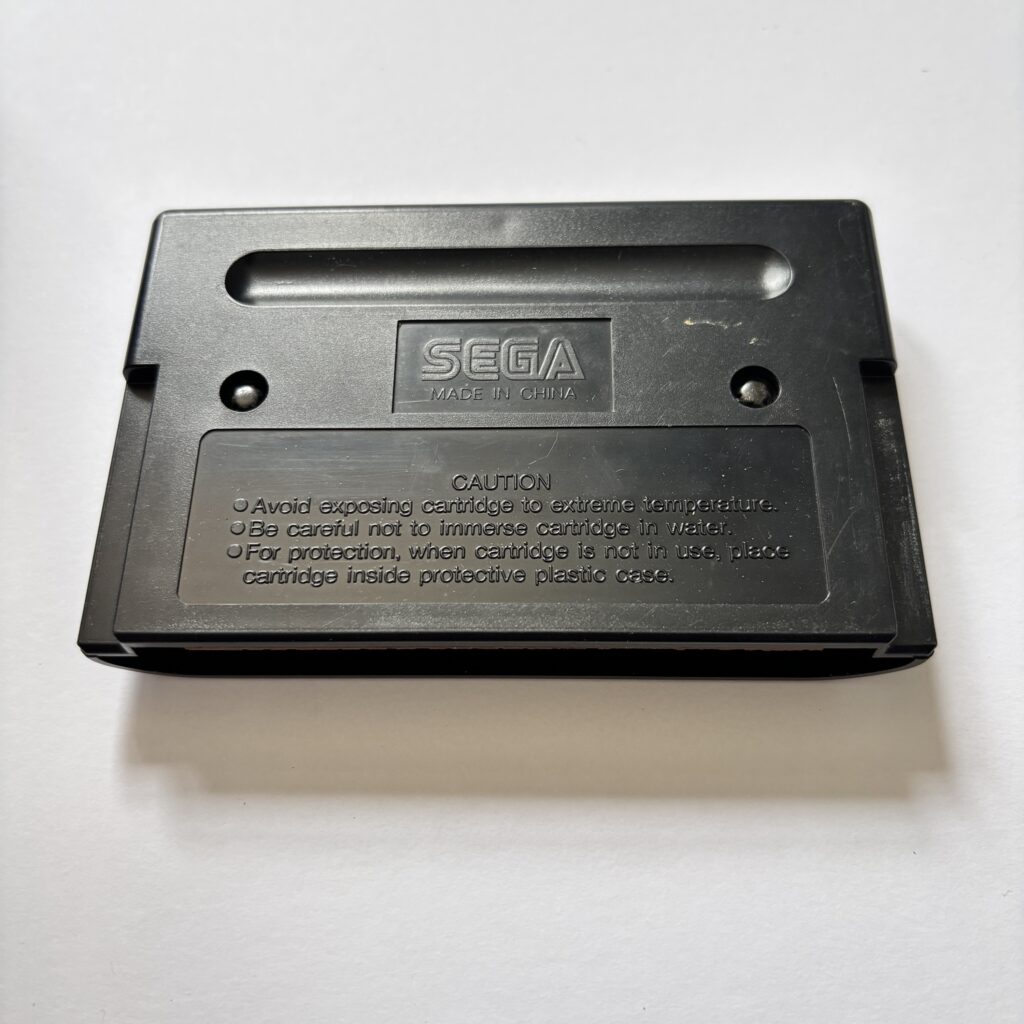 SEGA
MADE IN CHINA
CAUTION
●Avoid exposing cartridge to extreme temperature.
●Be careful not to immerse cartridge in water.
●For protection, when cartridge is not in use, place
cartridge inside protective plastic case.